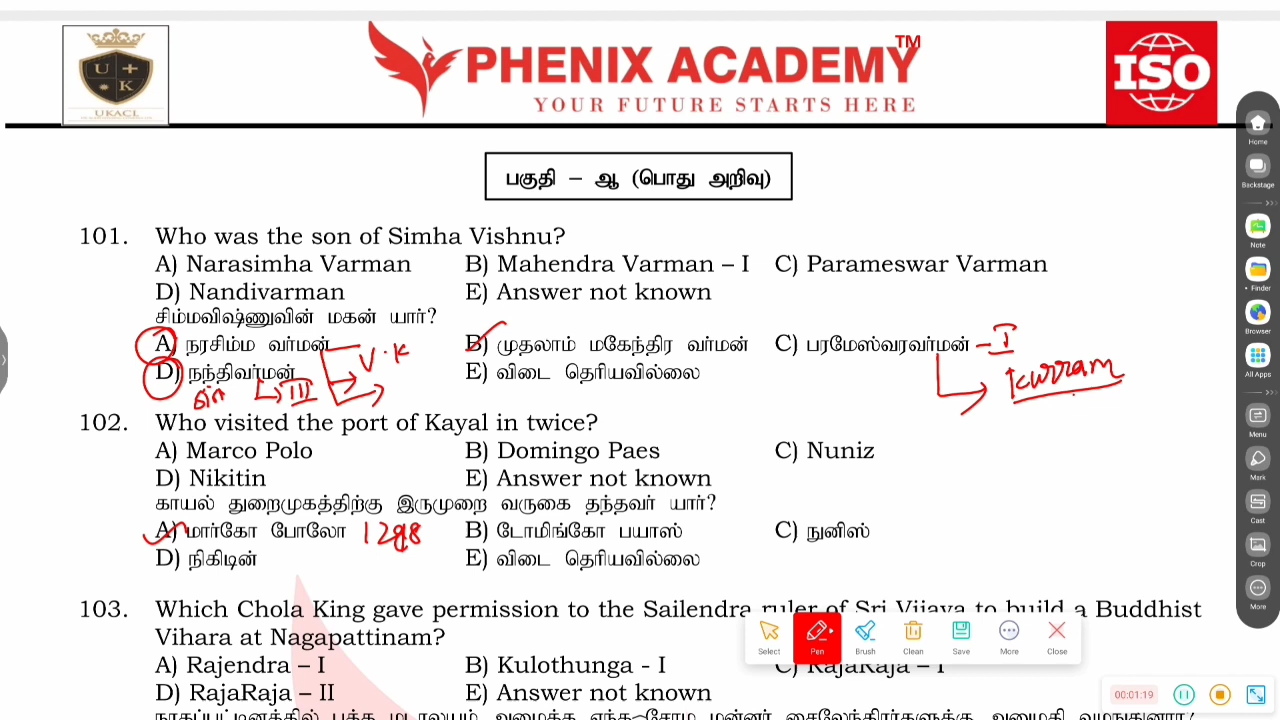 U + K
UKACL
PHENIX ACADEMY™
YOUR FUTURE STARTS HERE
ISO
பகுதி – ஆ (பொது அறிவு)
101. Who was the son of Simha Vishnu?
A) Narasimha Varman B) Mahendra Varman – I C) Parameswar Varman
D) Nandivarman E) Answer not known
சிம்மவிஷ்ணுவின் மகன் யார்?
A) நரசிம்ம வர்மன் B) முதலாம் மகேந்திர வர்மன் C) பரமேஸ்வரவர்மன் – I
V.K
D) நந்திவர்மன் E) விடை தெரியவில்லை
III
Kurram
102. Who visited the port of Kayal in twice?
A) Marco Polo B) Domingo Paes C) Nuniz
D) Nikitin E) Answer not known
காயல் துறைமுகத்திற்கு இருமுறை வருகை தந்தவர் யார்?
A) மார்கோ போலோ B) டோமிங்கோ பயாஸ் C) நுனிஸ்
D) நிகிடின் E) விடை தெரியவில்லை
103. Which Chola King gave permission to the Sailendra ruler of Sri Vijaya to build a Buddhist
Vihara at Nagapattinam?
A) Rajendra – I B) Kulothunga - I C) RajaRaja – I
D) RajaRaja – II E) Answer not known
Home
Backstage
Note
Finder
Browser
All Apps
Menu
Mark
Cast
Crop
More
Select Pen Brush Clean Save More Close
00:01:19